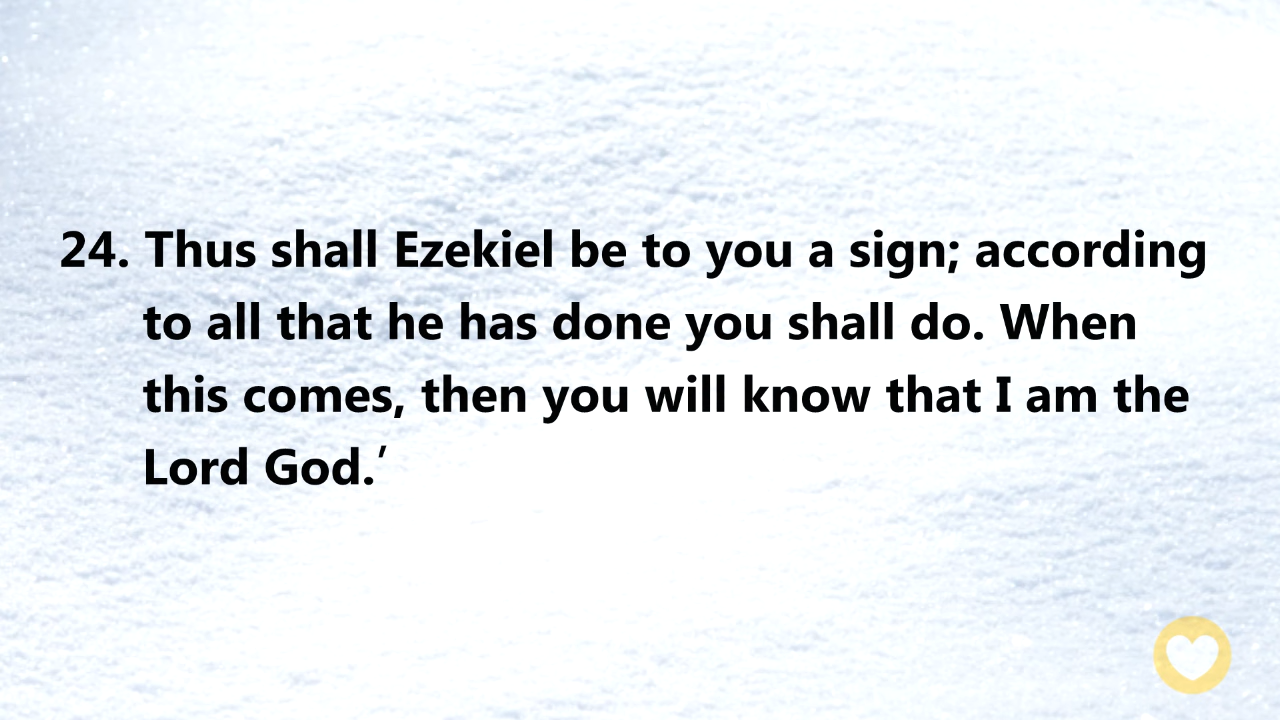 24. Thus shall Ezekiel be to you a sign; according
to all that he has done you shall do. When
this comes, then you will know that I am the
Lord God.’